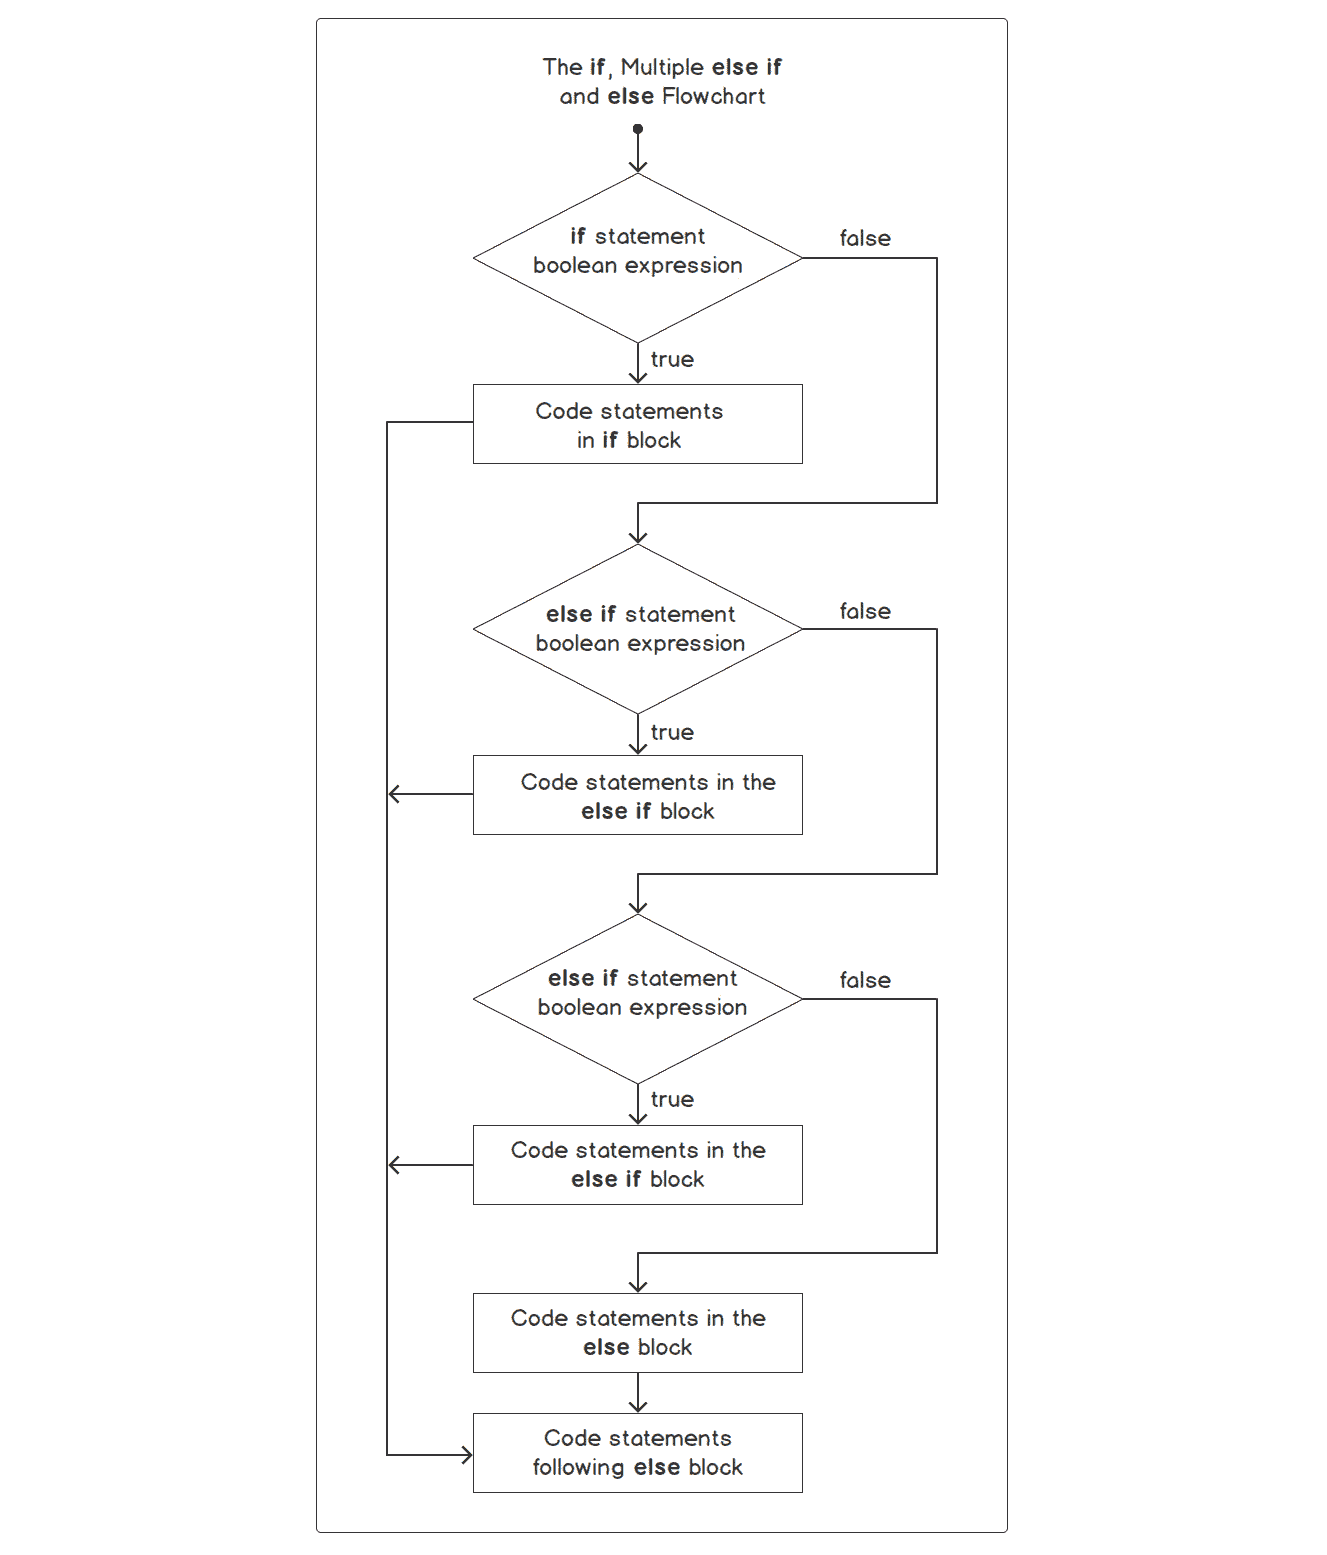 The if, Multiple else if
and else Flowchart
if statement
boolean expression
false
true
Code statements
in if block
else if statement
boolean expression
false
true
Code statements in the
else if block
else if statement
boolean expression
false
true
Code statements in the
else if block
Code statements in the
else block
Code statements
following else block